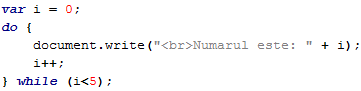 var i = 0;
do {
    document.write("<br>Numarul este: " + i);
    i++;
} while (i<5);